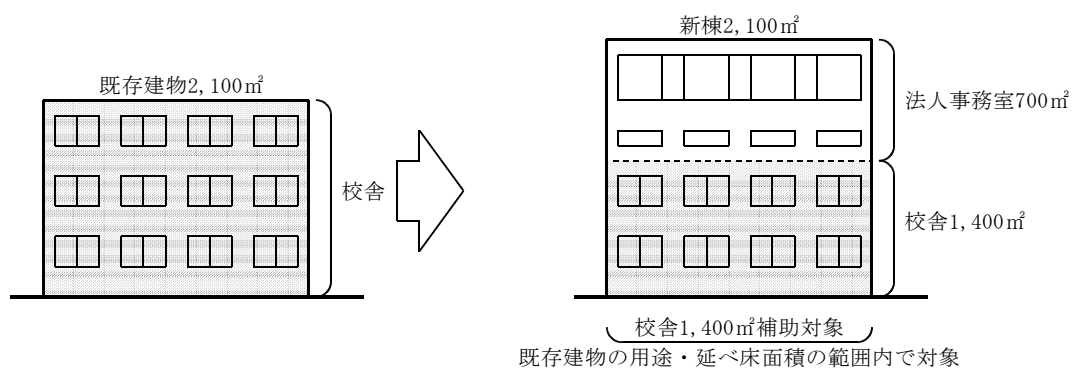 既存建物2,100㎡
校舎
新棟2,100㎡
法人事務室700㎡
校舎1,400㎡
校舎1,400㎡補助対象
既存建物の用途・延べ床面積の範囲内で対象